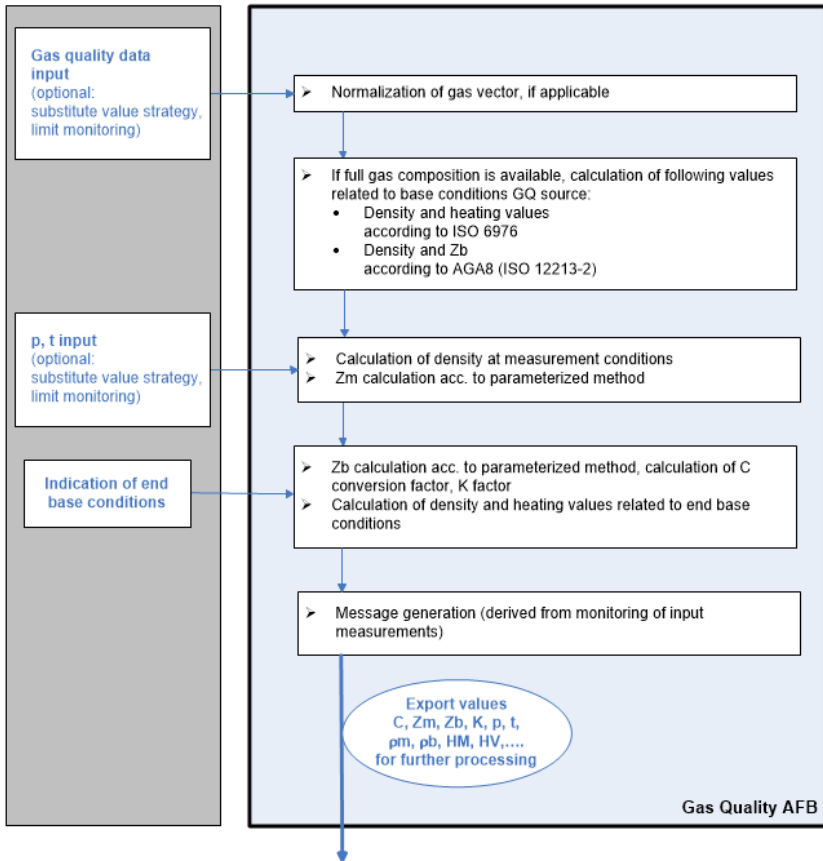 Gas quality data
input
(optional:
substitute value strategy,
limit monitoring)
➢ Normalization of gas vector, if applicable
➢ If full gas composition is available, calculation of following values
related to base conditions GQ source:
• Density and heating values
according to ISO 6976
• Density and Zb
according to AGA8 (ISO 12213-2)
p, t input
(optional:
substitute value strategy,
limit monitoring)
➢ Calculation of density at measurement conditions
➢ Zm calculation acc. to parameterized method
Indication of end
base conditions
➢ Zb calculation acc. to parameterized method, calculation of C
conversion factor, K factor
➢ Calculation of density and heating values related to end base
conditions
➢ Message generation (derived from monitoring of input
measurements)
Export values
C, Zm, Zb, K, p, t,
ρm, ρb, HM, HV,....
for further processing
Gas Quality AFB